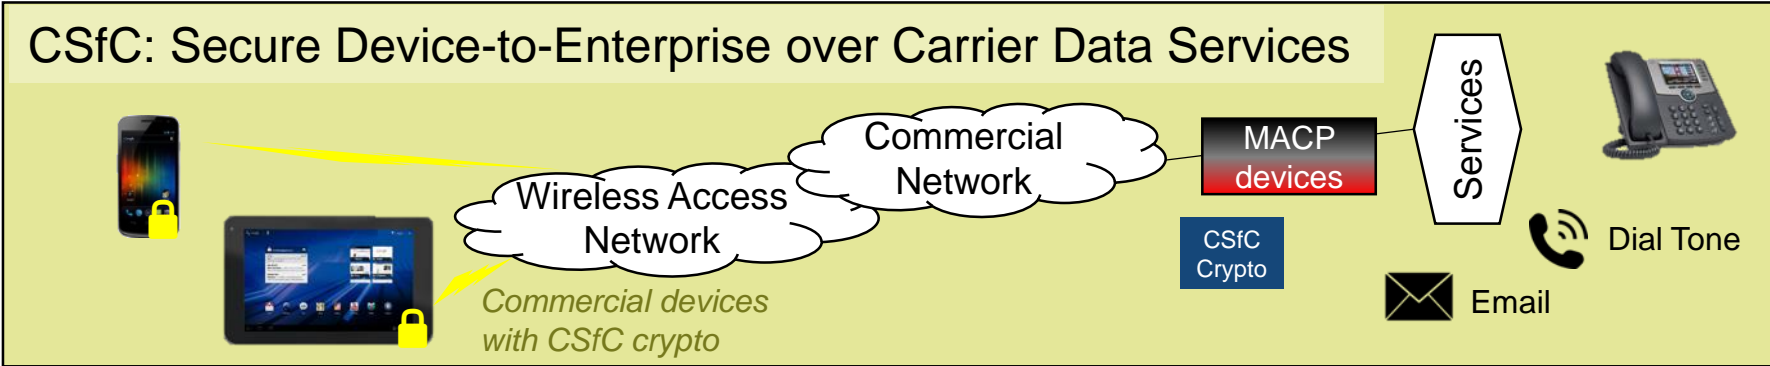 CSfC: Secure Device-to-Enterprise over Carrier Data Services
Commercial
Network
Wireless Access
Network
MACP
devices
Services
CSfC
Crypto
Dial Tone
Email
Commercial devices
with CSfC crypto